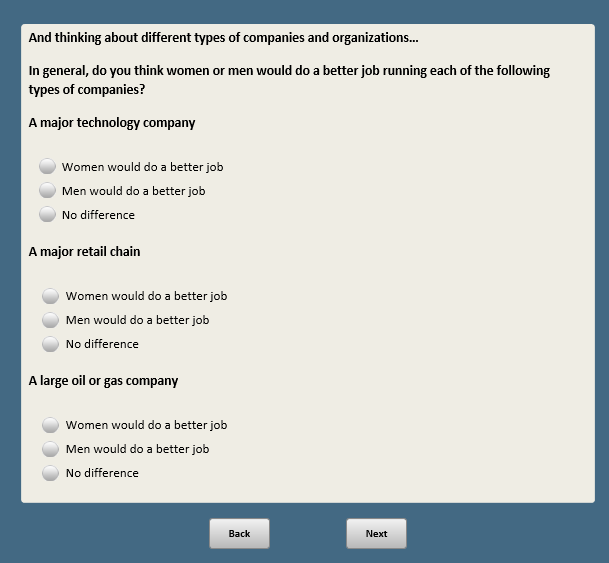 And thinking about different types of companies and organizations...
In general, do you think women or men would do a better job running each of the following
types of companies?
A major technology company
Women would do a better job
Men would do a better job
No difference
A major retail chain
Women would do a better job
Men would do a better job
No difference
A large oil or gas company
Women would do a better job
Men would do a better job
No difference
Back Next